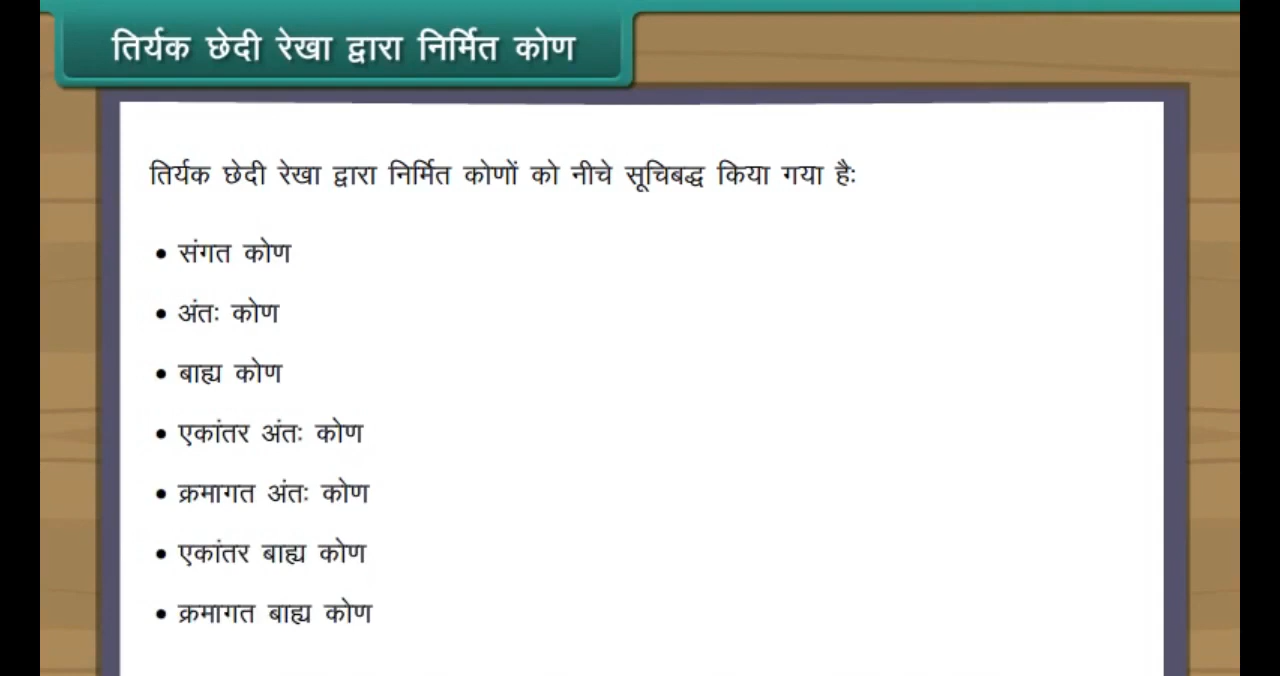 तिर्यक छेदी रेखा द्वारा निर्मित कोण
तिर्यक छेदी रेखा द्वारा निर्मित कोणों को नीचे सूचिबद्ध किया गया है:
• संगत कोण
• अंतः कोण
• बाह्य कोण
• एकांतर अंतः कोण
• क्रमागत अंतः कोण
• एकांतर बाह्य कोण
• क्रमागत बाह्य कोण